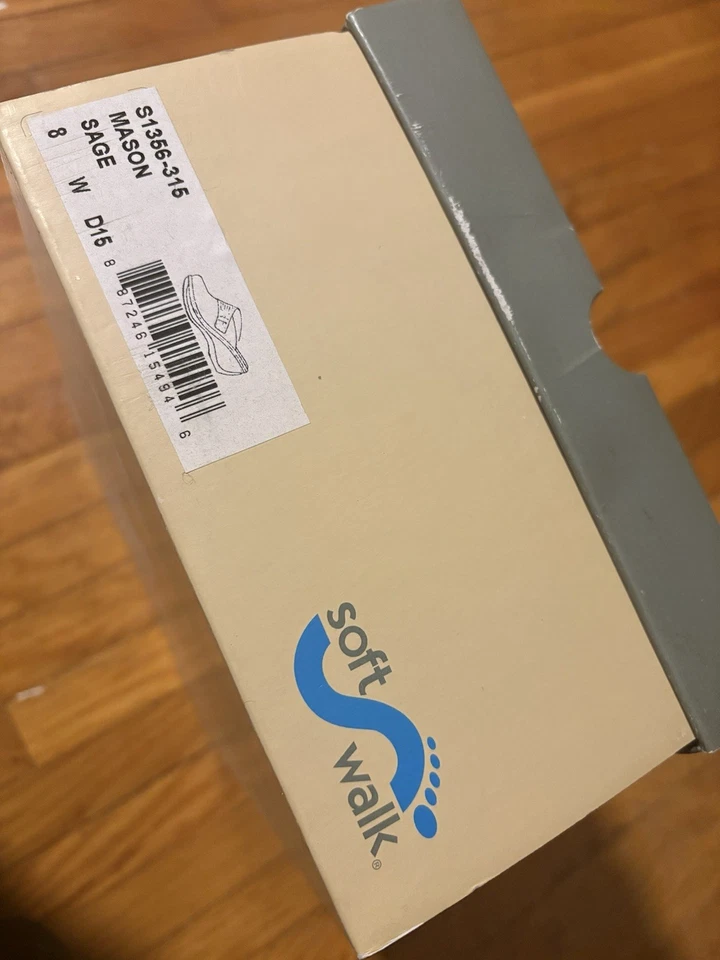 S1356-315
MASON
SAGE
8 W D15
8 87246 15494 6
soft
walk®